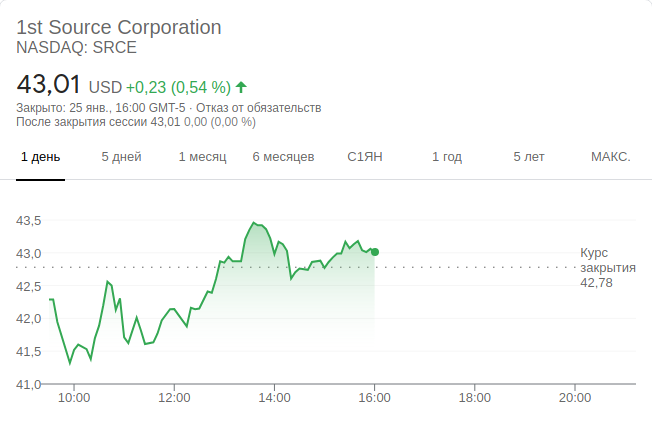 1st Source Corporation
NASDAQ: SRCE
43,01 USD +0,23 (0,54 %)
Закрыто: 25 янв., 16:00 GMT-5 · Отказ от обязательств
После закрытия сессии 43,01 0,00 (0,00 %)
1 день 5 дней 1 месяц 6 месяцев С1ЯН 1 год 5 лет МАКС.
43,5
43,0
42,5
42,0
41,5
41,0
Курс
закрытия
42,78
10:00 12:00 14:00 16:00 18:00 20:00